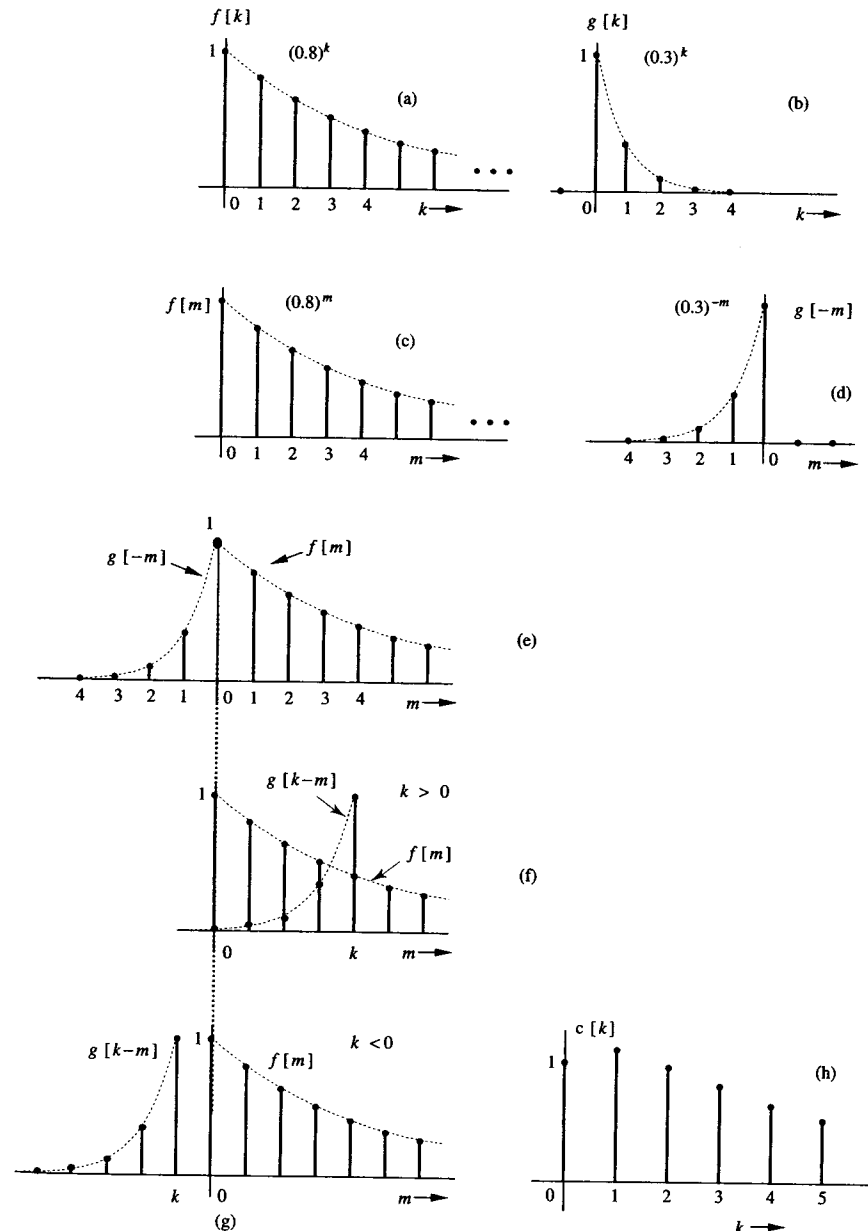 f[k]
1
(0.8)^k
(a)
0 1 2 3 4 k
g[k]
1
(0.3)^k
(b)
0 1 2 3 4 k
f[m]
(0.8)^m
(c)
0 1 2 3 4 m
(0.3)^{-m}
g[-m]
(d)
4 3 2 1 0 m
1
g[-m]
f[m]
(e)
4 3 2 1 0 1 2 3 4 m
g[k-m]
k > 0
1
f[m]
(f)
0 k m
g[k-m]
1
f[m]
k < 0
k 0 m
(g)
c[k]
1
(h)
0 1 2 3 4 5
k